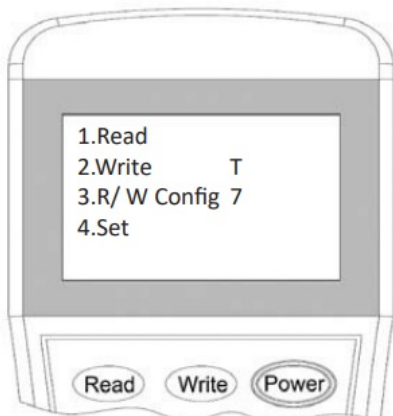 1.Read
2.Write T
3.R/ W Config 7
4.Set
Read Write Power